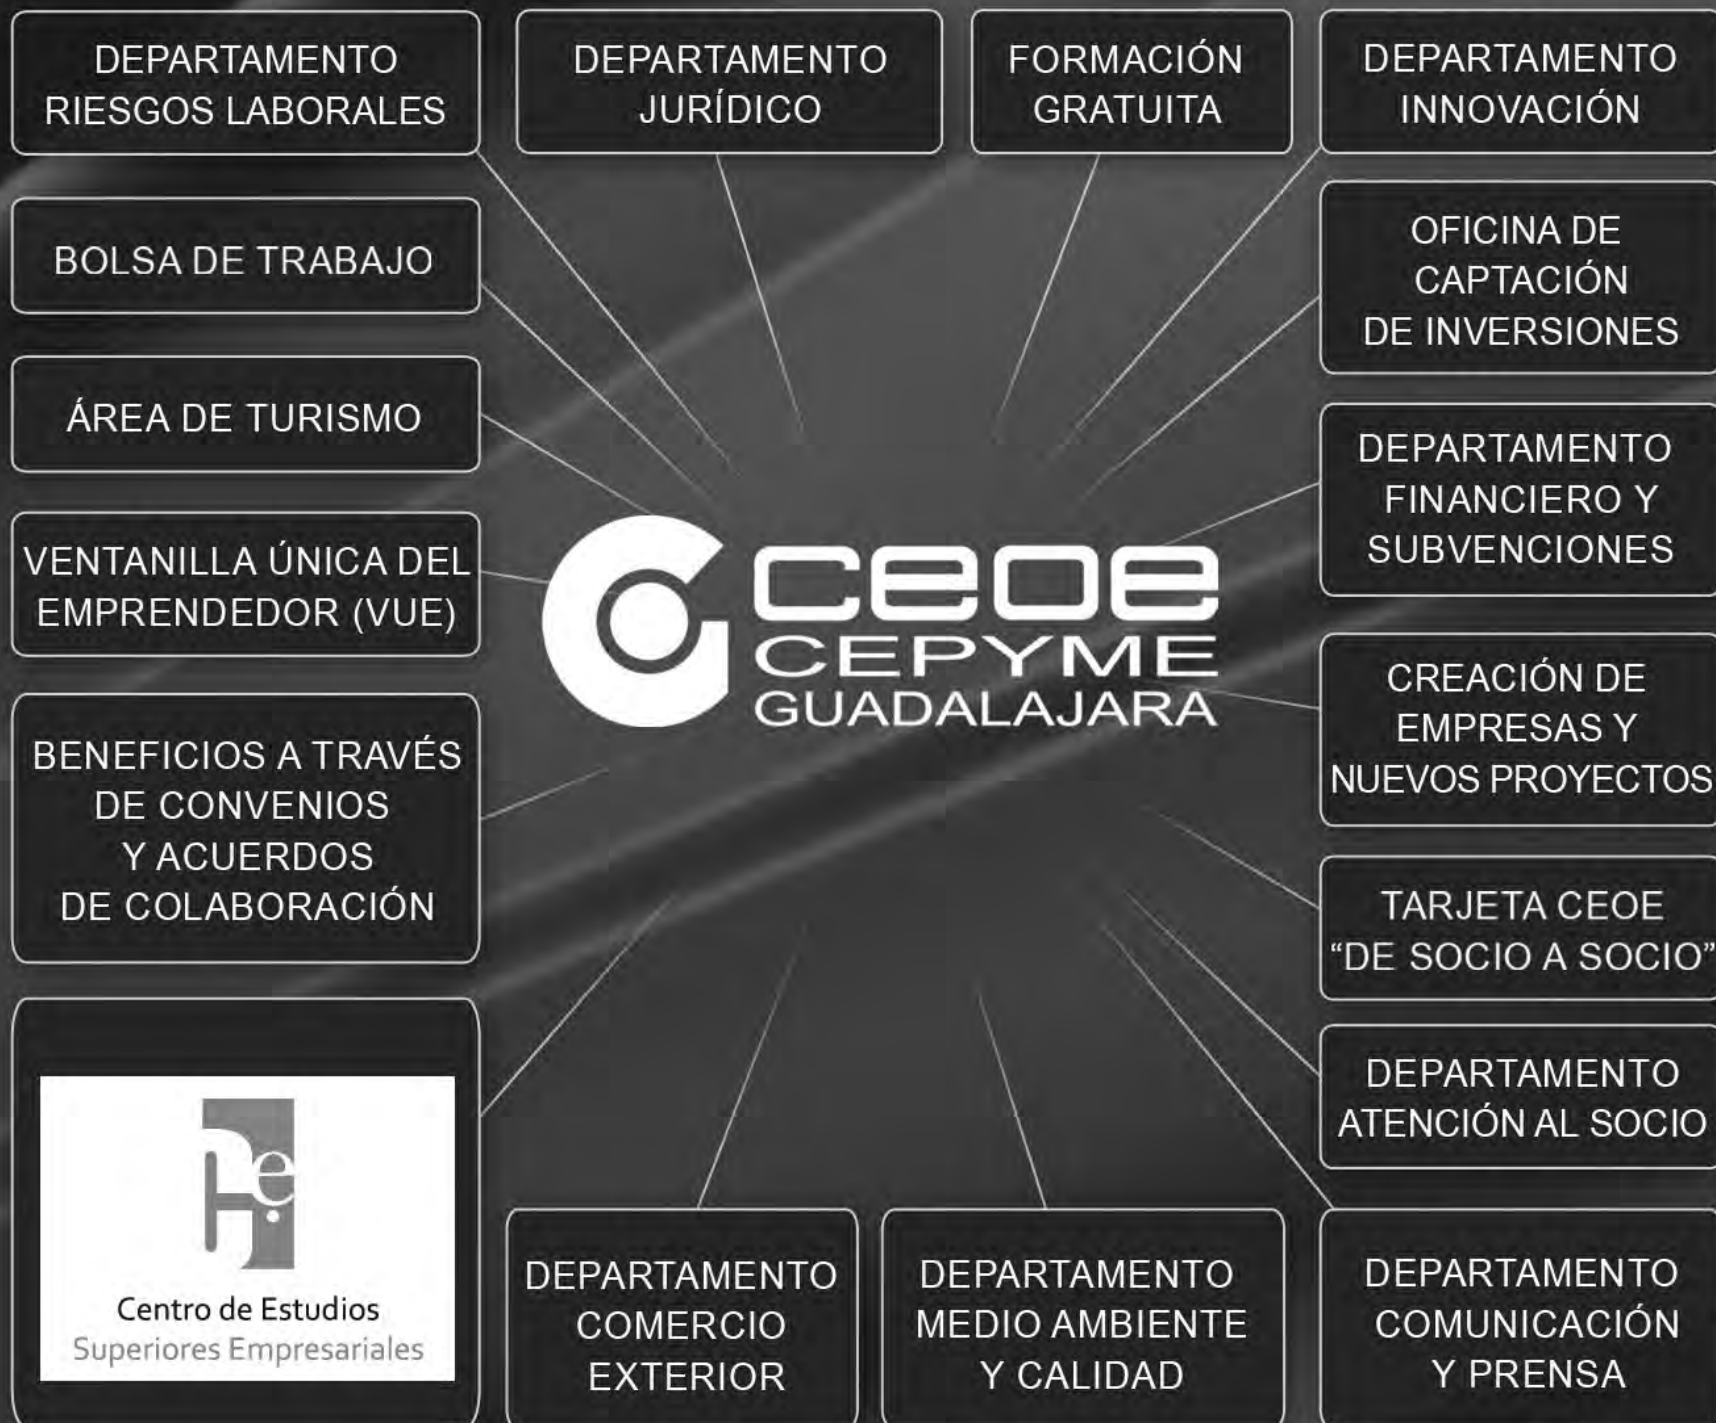 DEPARTAMENTO
RIESGOS LABORALES
DEPARTAMENTO
JURÍDICO
FORMACIÓN
GRATUITA
DEPARTAMENTO
INNOVACIÓN
BOLSA DE TRABAJO
OFICINA DE
CAPTACIÓN
DE INVERSIONES
ÁREA DE TURISMO
DEPARTAMENTO
FINANCIERO Y
SUBVENCIONES
VENTANILLA ÚNICA DEL
EMPRENDEDOR (VUE)
ceoe
CEPYME
GUADALAJARA
CREACIÓN DE
EMPRESAS Y
NUEVOS PROYECTOS
BENEFICIOS A TRAVÉS
DE CONVENIOS
Y ACUERDOS
DE COLABORACIÓN
TARJETA CEOE
“DE SOCIO A SOCIO”
DEPARTAMENTO
ATENCIÓN AL SOCIO
Centro de Estudios
Superiores Empresariales
DEPARTAMENTO
COMERCIO
EXTERIOR
DEPARTAMENTO
MEDIO AMBIENTE
Y CALIDAD
DEPARTAMENTO
COMUNICACIÓN
Y PRENSA